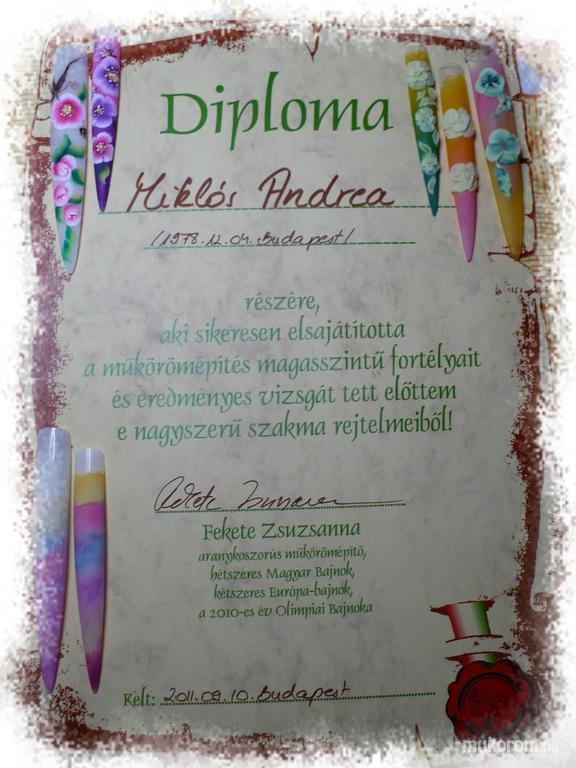 Diploma
Miklós Andrea
/1978.12.04. Budapest/
részére,
aki sikeresen elsajátította
a műkörömépítés magasszintű fortélyait
és eredményes vizsgát tett előttem
e nagyszerű szakma rejtelmeiből!
Fekete Zsuzsanna
aranykoszorús műkörömépítő,
hétszeres Magyar Bajnok,
kétszeres Európa-bajnok,
a 2010-es év Olimpiai Bajnoka
Kelt: 2011.09.10. Budapest
mukorom.hu